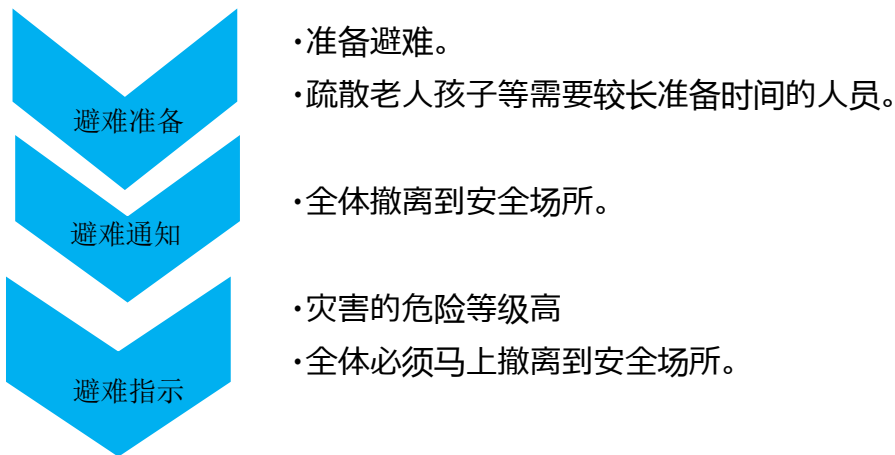 避难准备
·准备避难。
·疏散老人孩子等需要较长准备时间的人员。
避难通知
·全体撤离到安全场所。
避难指示
·灾害的危险等级高
·全体必须马上撤离到安全场所。